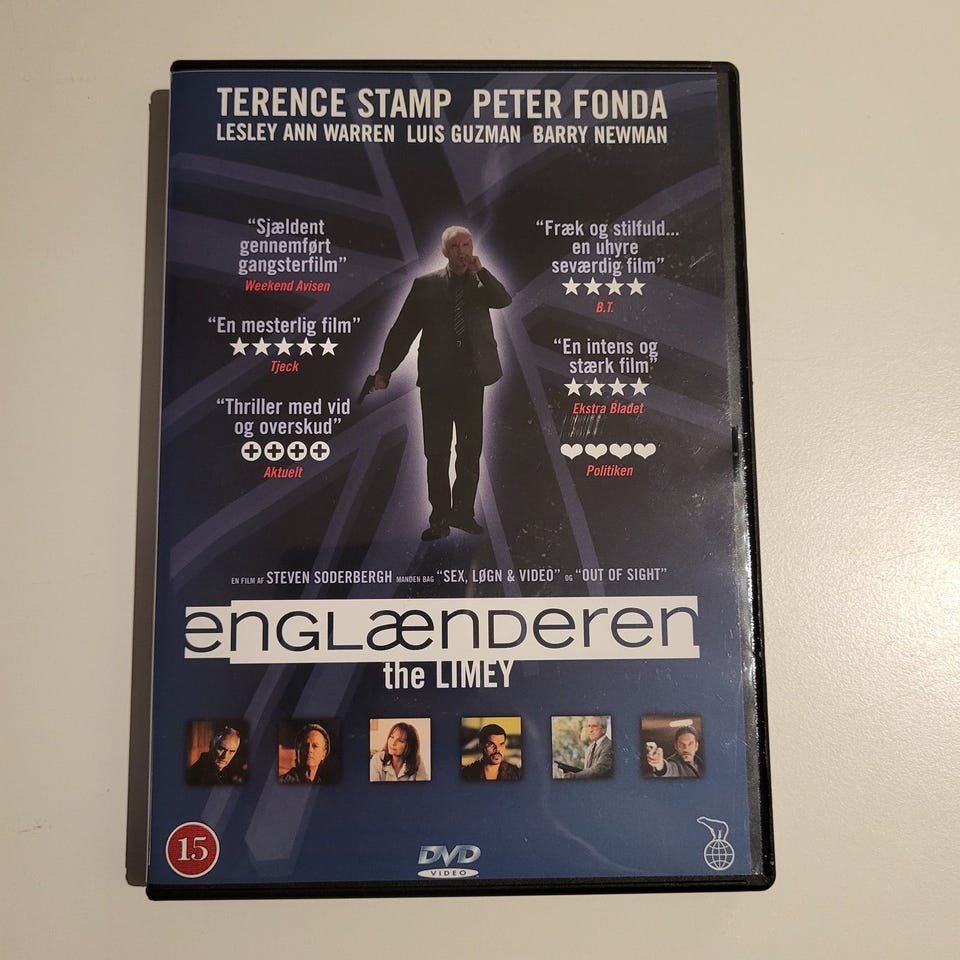 TERENCE STAMP PETER FONDA
LESLEY ANN WARREN LUIS GUZMAN BARRY NEWMAN
“Sjældent
gennemført
gangsterfilm”
Weekend Avisen
“En mesterlig film”
Tjeck
“Thriller med vid
og overskud”
Aktuelt
“Fræk og stilfuld...
en uhyre
seværdig film”
B.T.
“En intens og
stærk film”
Ekstra Bladet
Politiken
EN FILM AF STEVEN SODERBERGH MANDEN BAG “SEX, LØGN & VIDEO” OG “OUT OF SIGHT”
enGLænDeren
the LIMEY
15
DVD
VIDEO